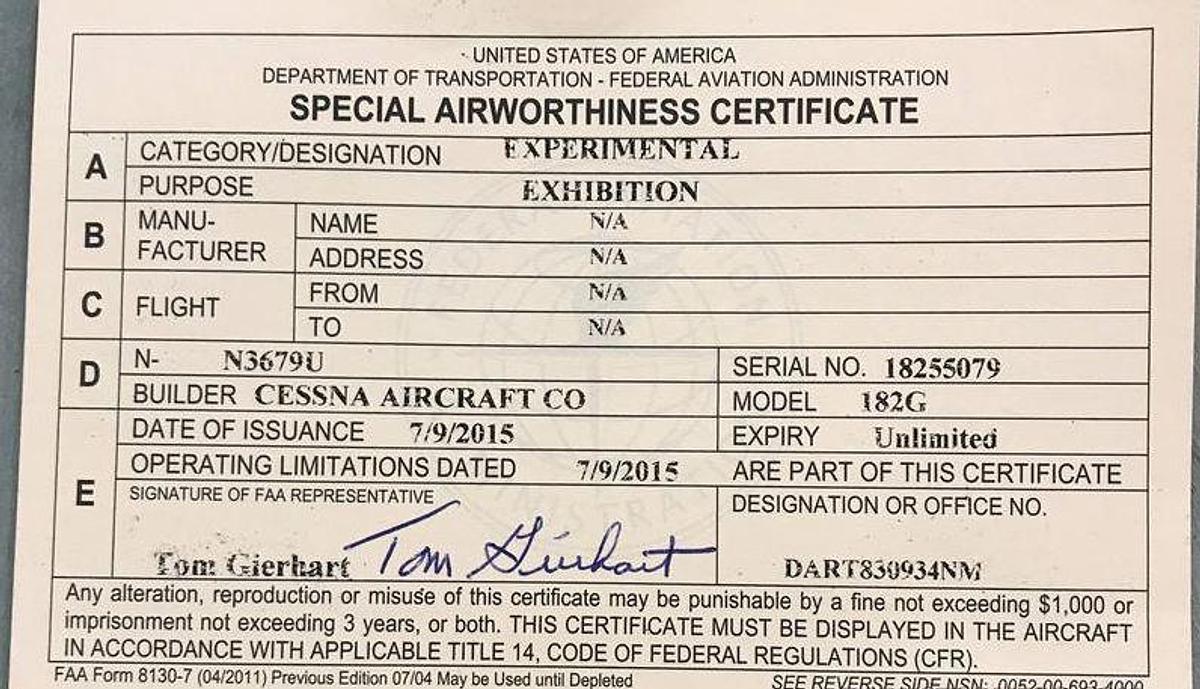 UNITED STATES OF AMERICA
DEPARTMENT OF TRANSPORTATION - FEDERAL AVIATION ADMINISTRATION
SPECIAL AIRWORTHINESS CERTIFICATE
A CATEGORY/DESIGNATION EXPERIMENTAL
PURPOSE EXHIBITION
B MANU-
FACTURER
NAME N/A
ADDRESS N/A
C FLIGHT
FROM N/A
TO N/A
D N- N3679U SERIAL NO. 18255079
BUILDER CESSNA AIRCRAFT CO MODEL 182G
E DATE OF ISSUANCE 7/9/2015 EXPIRY Unlimited
OPERATING LIMITATIONS DATED 7/9/2015 ARE PART OF THIS CERTIFICATE
SIGNATURE OF FAA REPRESENTATIVE DESIGNATION OR OFFICE NO.
Tom Gierhart Tom Gierhart DART830934NM
Any alteration, reproduction or misuse of this certificate may be punishable by a fine not exceeding $1,000 or
imprisonment not exceeding 3 years, or both. THIS CERTIFICATE MUST BE DISPLAYED IN THE AIRCRAFT
IN ACCORDANCE WITH APPLICABLE TITLE 14, CODE OF FEDERAL REGULATIONS (CFR).
FAA Form 8130-7 (04/2011) Previous Edition 07/04 May be Used until Depleted SEE REVERSE SIDE NSN: 0052-00-693-4000